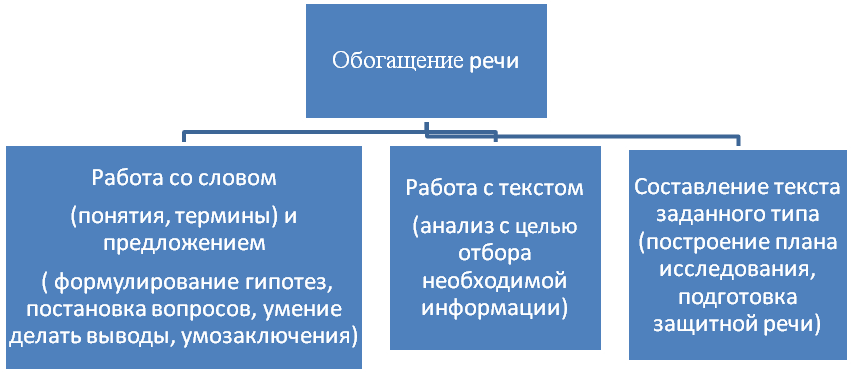 Обогащение речи
Работа со словом
(понятия, термины) и
предложением
( формулирование гипотез,
постановка вопросов, умение
делать выводы, умозаключения)
Работа с текстом
(анализ с целью
отбора
необходимой
информации)
Составление текста
заданного типа
(построение плана
исследования,
подготовка
защитной речи)